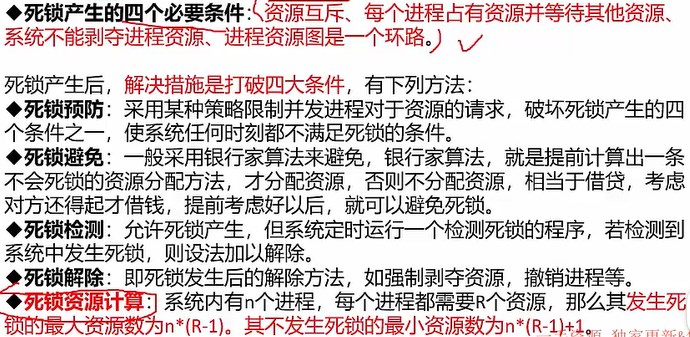 ◆死锁产生的四个必要条件：资源互斥、每个进程占有资源并等待其他资源、
系统不能剥夺进程资源、进程资源图是一个环路。
死锁产生后，解决措施是打破四大条件，有下列方法：
◆死锁预防：采用某种策略限制并发进程对于资源的请求，破坏死锁产生的四
个条件之一，使系统任何时刻都不满足死锁的条件。
◆死锁避免：一般采用银行家算法来避免，银行家算法，就是提前计算出一条
不会死锁的资源分配方法，才分配资源，否则不分配资源，相当于借贷，考虑
对方还得起才借钱，提前考虑好以后，就可以避免死锁。
◆死锁检测：允许死锁产生，但系统定时运行一个检测死锁的程序，若检测到
系统中发生死锁，则设法加以解除。
◆死锁解除：即死锁发生后的解除方法，如强制剥夺资源，撤销进程等。
◆死锁资源计算：系统内有n个进程，每个进程都需要R个资源，那么其发生死
锁的最大资源数为n*(R-1)。其不发生死锁的最小资源数为n*(R-1)+1。